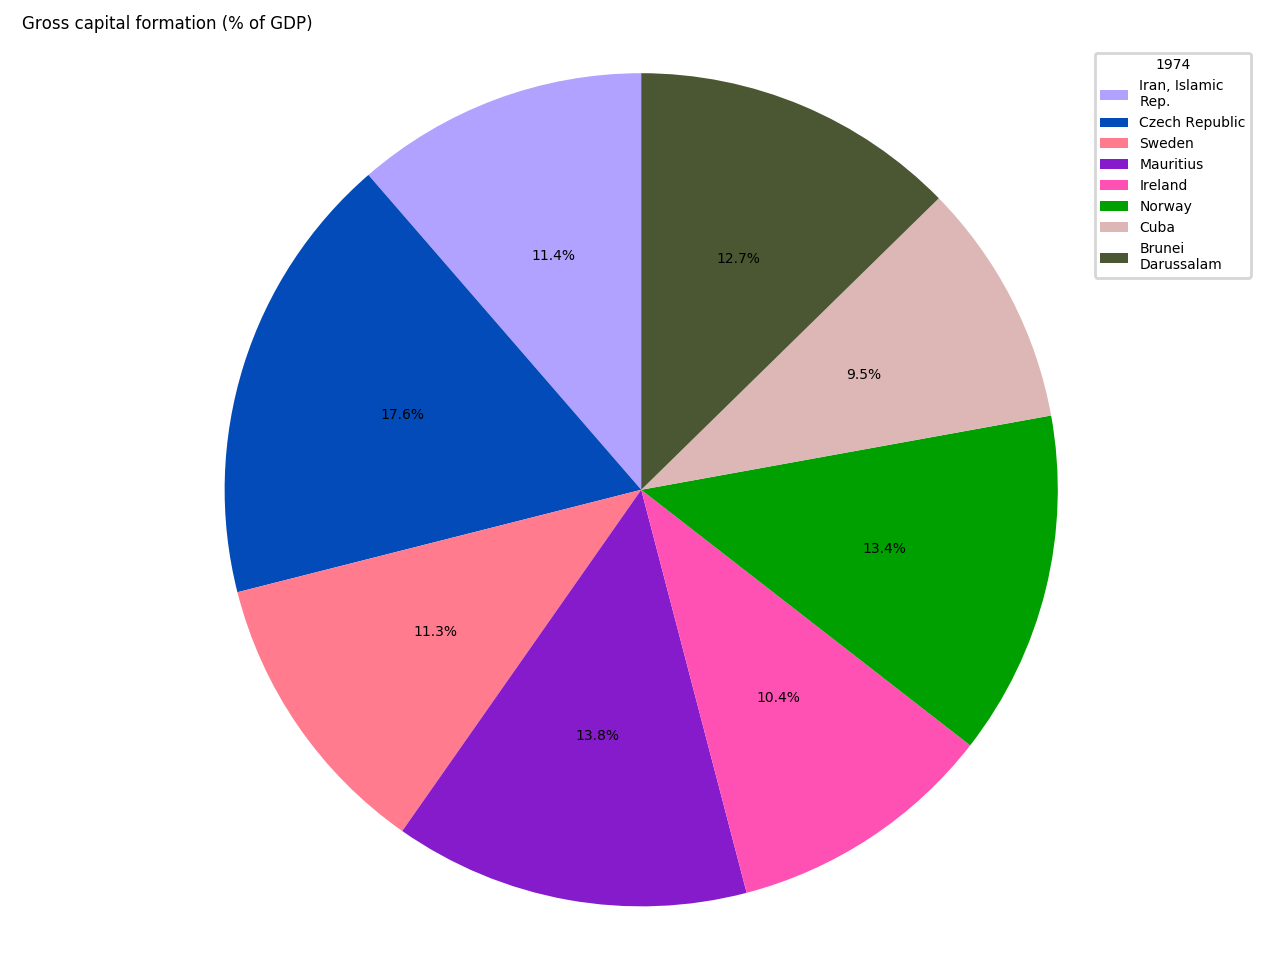 Gross capital formation (% of GDP)
1974
Iran, Islamic
Rep.
Czech Republic
Sweden
Mauritius
Ireland
Norway
Cuba
Brunei
Darussalam
11.4%
12.7%
9.5%
17.6%
13.4%
11.3%
10.4%
13.8%